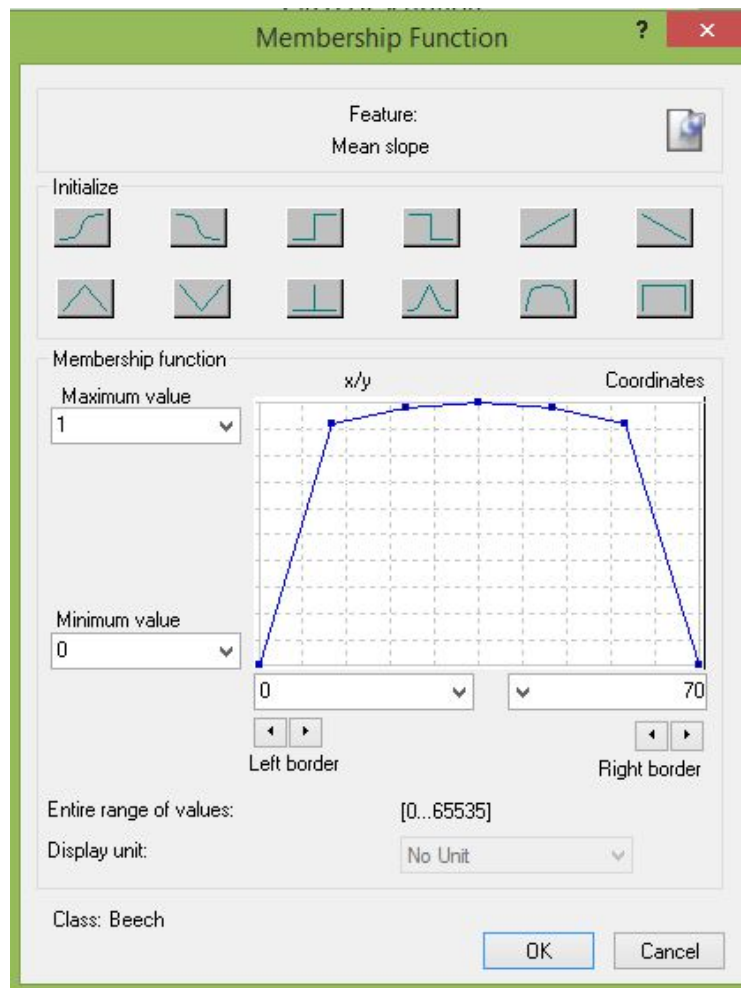 Membership Function
?
×
Feature:
Mean slope
Initialize
Membership function
Maximum value
x/y
Coordinates
1
Minimum value
0
0
70
Left border
Right border
Entire range of values:
[0...65535]
Display unit:
No Unit
Class: Beech
OK
Cancel